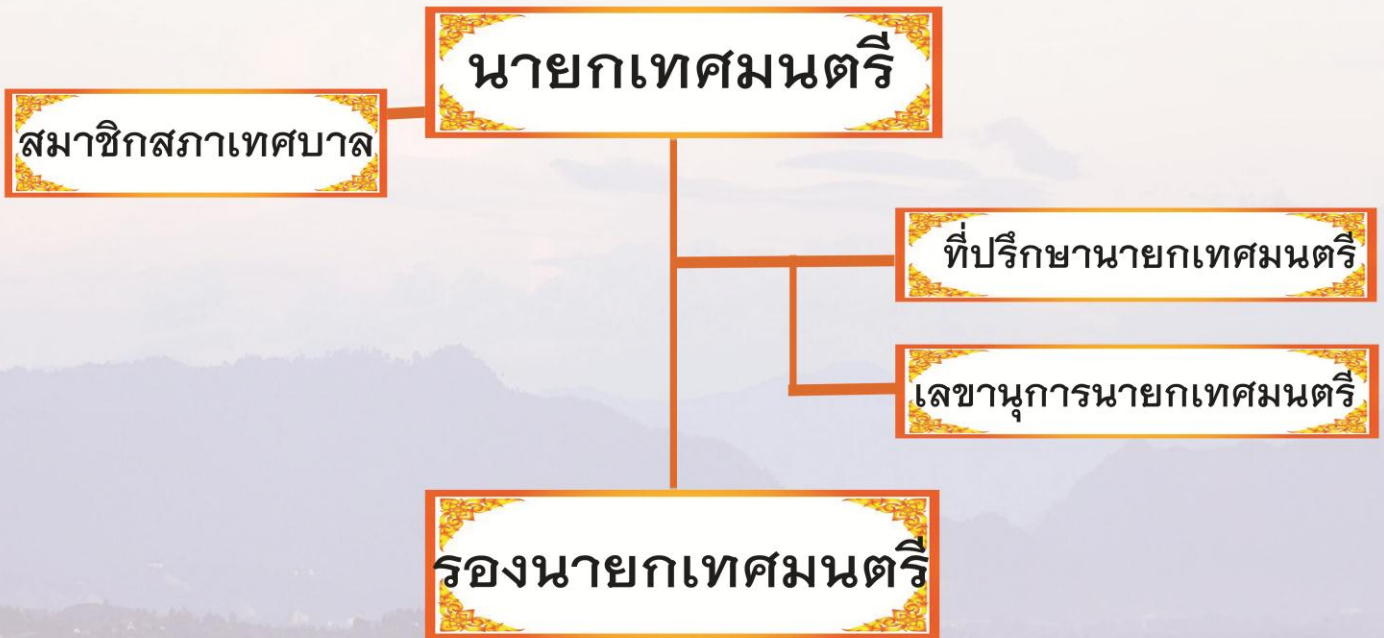 นายกเทศมนตรี
สมาชิกสภาเทศบาล
ที่ปรึกษานายกเทศมนตรี
เลขานุการนายกเทศมนตรี
รองนายกเทศมนตรี